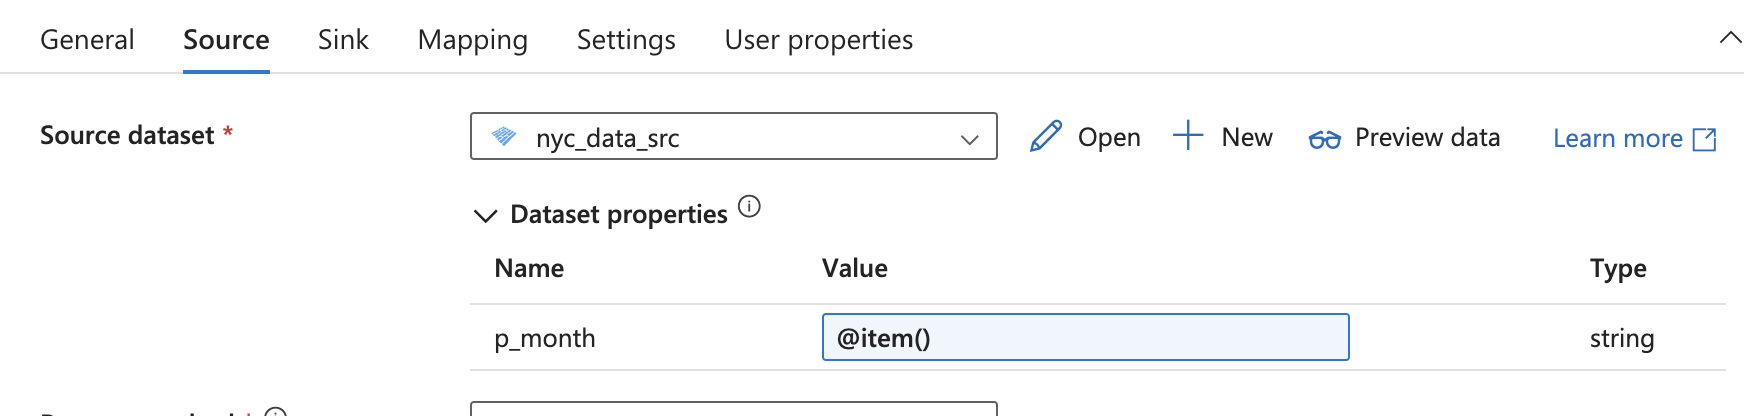 General Source Sink Mapping Settings User properties
Source dataset *
nyc_data_src
Open New Preview data Learn more
Dataset properties
Name Value Type
p_month @item() string